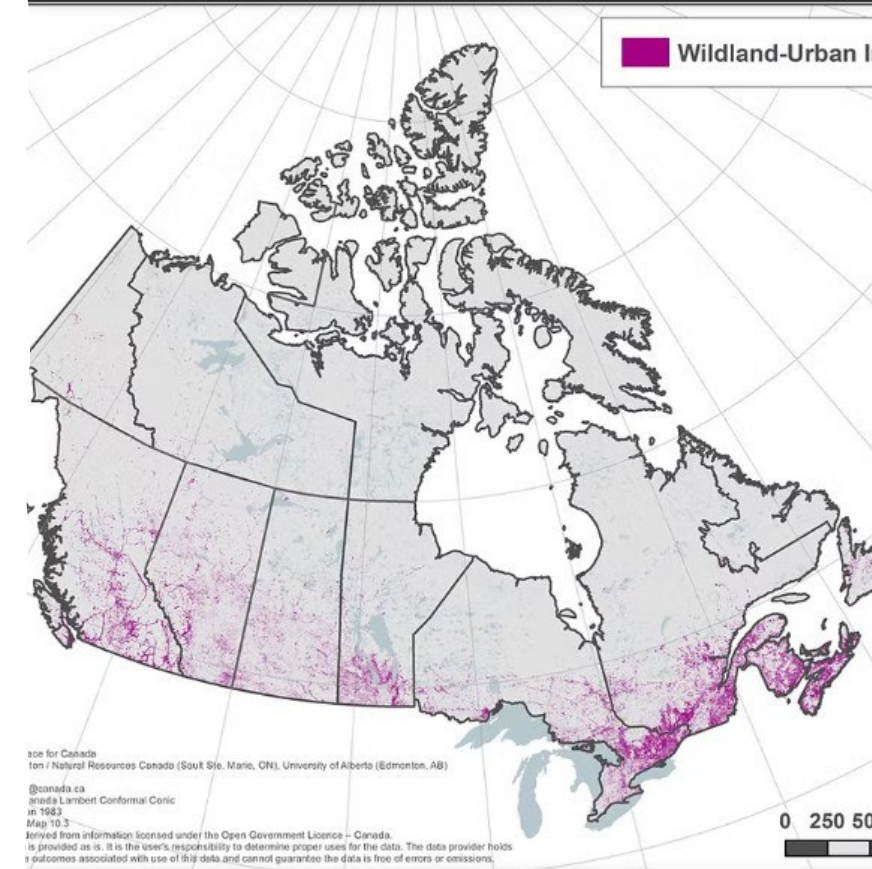 Wildland-Urban I
ace for Canada
ton / Natural Resources Canada (Sault Ste. Marie, ON), University of Alberta (Edmonton, AB)
@canada.ca
anada Lambert Conformal Conic
1983
Map 10.3
derived from information licensed under the Open Government Licence – Canada.
is provided as is. It is the user's responsibility to determine proper uses for the data. The data provider holds
outcomes associated with use of this data and cannot guarantee the data is free of errors or omissions.
0 250 50